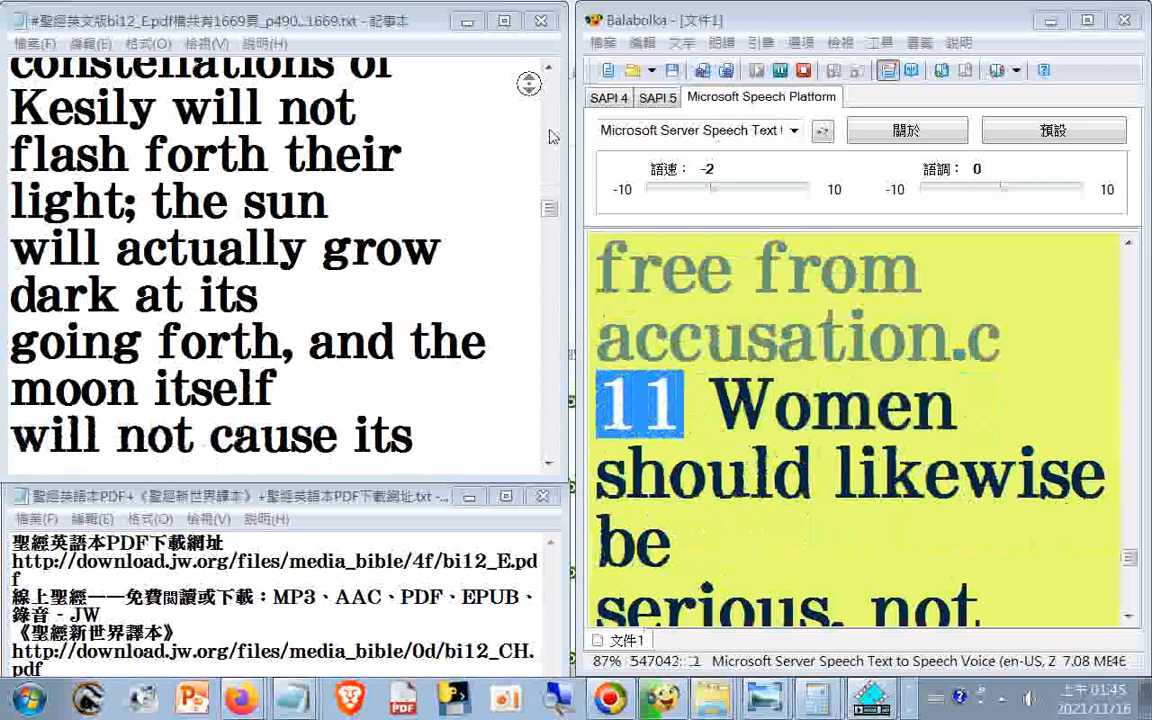 #聖經英文版bi12_E.pdf檔共有1669頁_p490...1669.txt - 記事本
檔案(F) 編輯(E) 格式(O) 檢視(V) 說明(H)
constellations of
Kesily will not
flash forth their
light; the sun
will actually grow
dark at its
going forth, and the
moon itself
will not cause its
聖經英語本PDF+《聖經新世界譯本》+聖經英語本PDF下載網址.txt - ...
檔案(F) 編輯(E) 格式(O) 檢視(V) 說明(H)
聖經英語本PDF下載網址
http://download.jw.org/files/media_bible/4f/bi12_E.pd
f
線上聖經——免費閱讀或下載：MP3、AAC、PDF、EPUB、
錄音 - JW
《聖經新世界譯本》
http://download.jw.org/files/media_bible/0d/bi12_CH.
pdf
Balabolka - [文件1]
檔案 編輯 文字 朗讀 引擎 選項 檢視 工具 書籤 說明
SAPI 4 SAPI 5 Microsoft Speech Platform
Microsoft Server Speech Text
關於 預設
語速： -2 語調： 0
-10 10 -10 10
free from
accusation.c
11 Women
should likewise
be
serious, not
文件1
87% Microsoft Server Speech Text to Speech Voice (en-US, Z
上午 01:45
2021/11/16